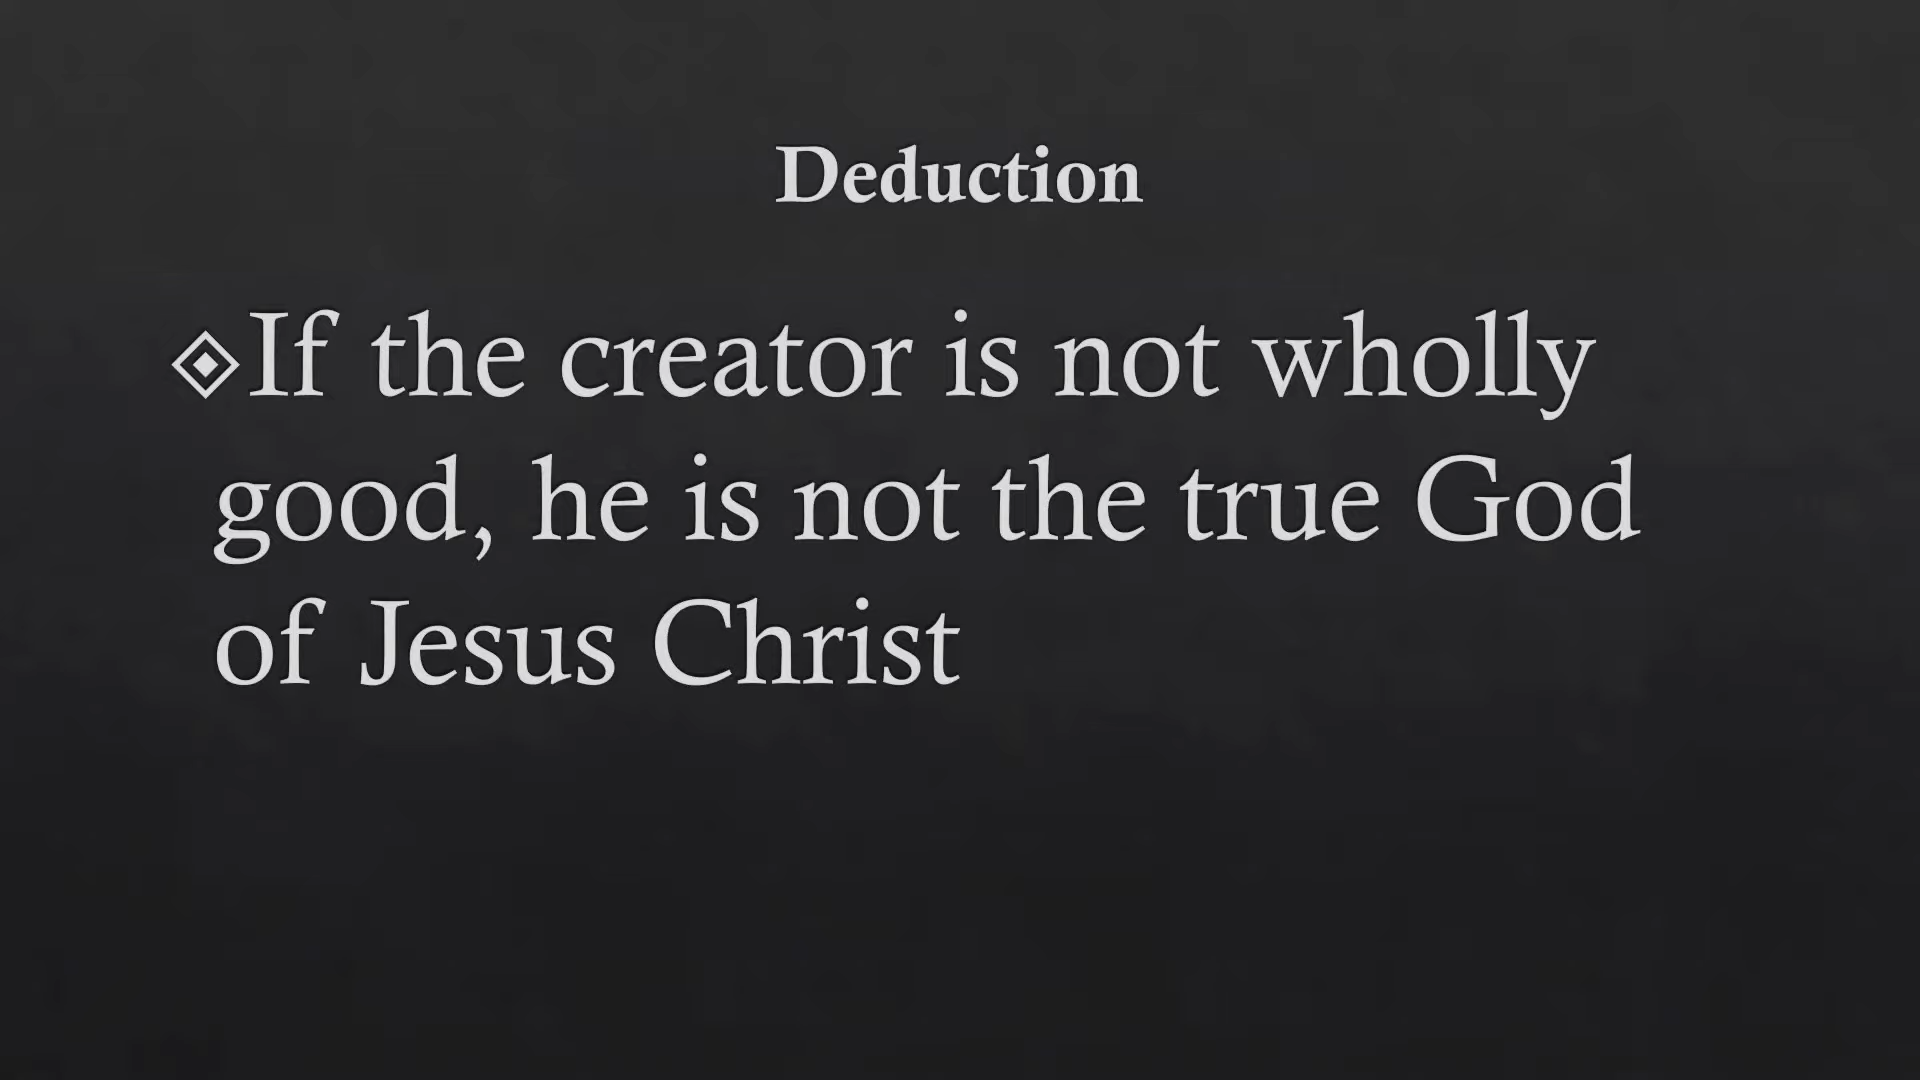 Deduction
If the creator is not wholly
good, he is not the true God
of Jesus Christ